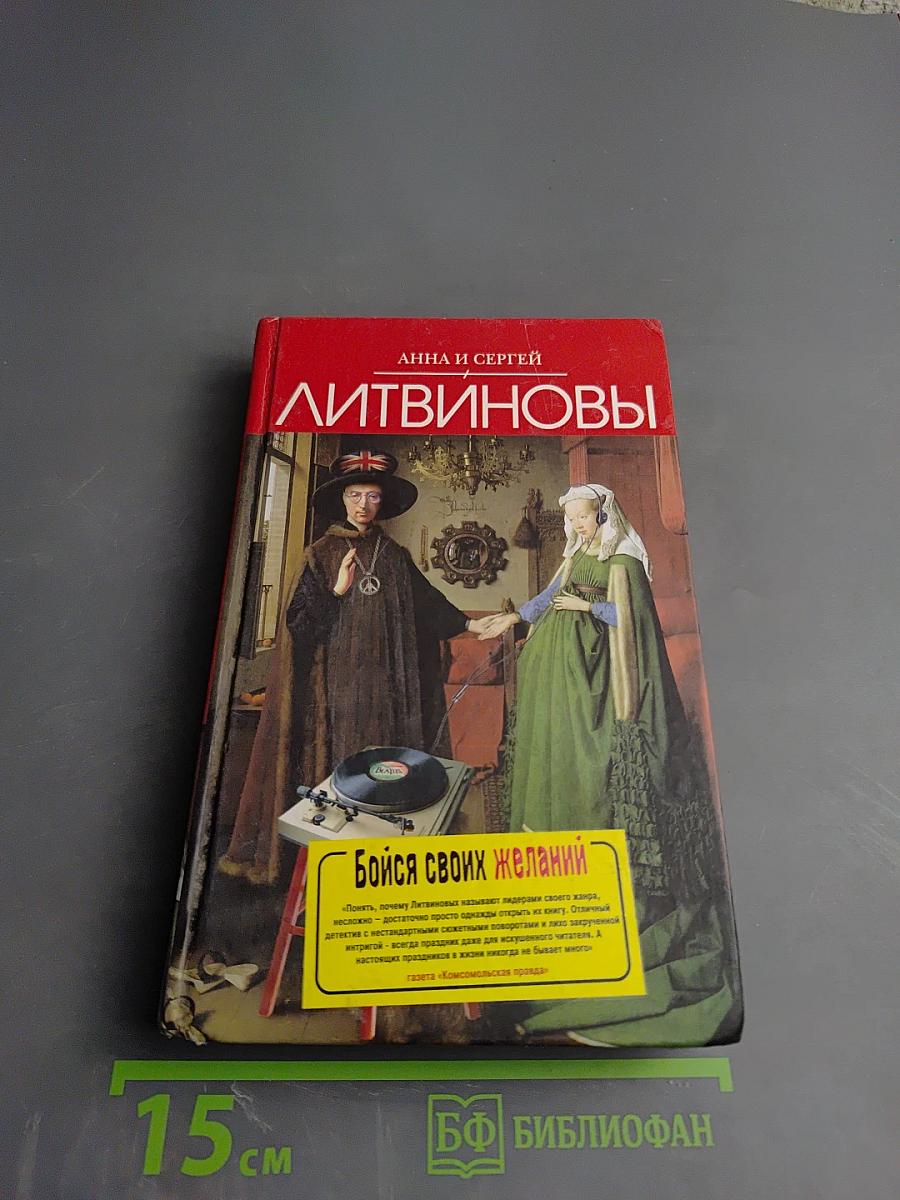 АННА И СЕРГЕЙ
ЛИТВИНОВЫ
BEATLES
Бойся своих желаний
«Понять, почему Литвиновых называют лидерами своего жанра,
несложно – достаточно просто однажды открыть их книгу. Отличный
детектив с нестандартными сюжетными поворотами и лихо закрученной
интригой - всегда праздник даже для искушенного читателя. А
настоящих праздников в жизни никогда не бывает много»
газета «Комсомольская правда»
15 см
БФ БИБЛИОФАН